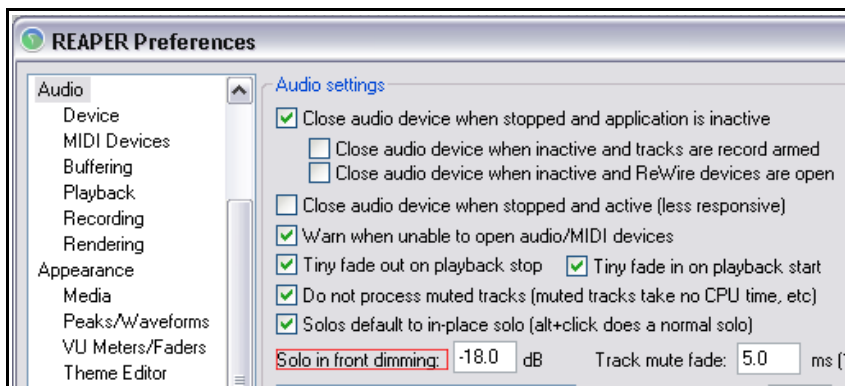 REAPER Preferences
Audio
Device
MIDI Devices
Buffering
Playback
Recording
Rendering
Appearance
Media
Peaks/Waveforms
VU Meters/Faders
Theme Editor
Audio settings
Close audio device when stopped and application is inactive
Close audio device when inactive and tracks are record armed
Close audio device when inactive and ReWire devices are open
Close audio device when stopped and active (less responsive)
Warn when unable to open audio/MIDI devices
Tiny fade out on playback stop Tiny fade in on playback start
Do not process muted tracks (muted tracks take no CPU time, etc)
Solos default to in-place solo (alt+click does a normal solo)
Solo in front dimming: -18.0 dB Track mute fade: 5.0 ms